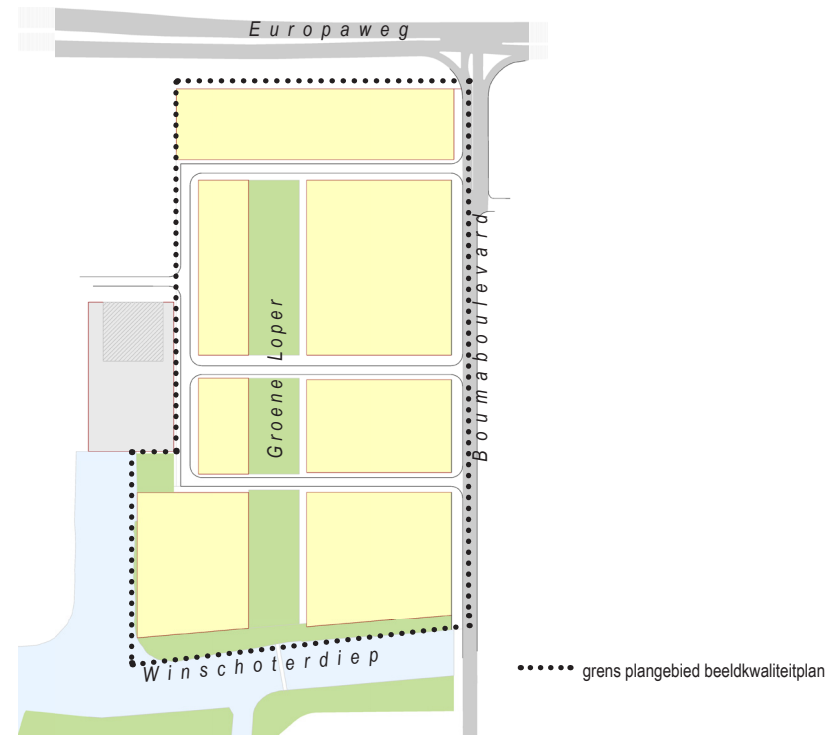 Europaweg
Groene Loper
Boumaboulevard
Winschoterdiep
grens plangebied beeldkwaliteitplan